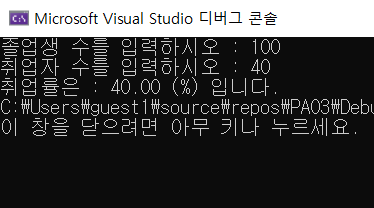 Microsoft Visual Studio 디버그 콘솔
졸업생 수를 입력하시오 : 100
취업자 수를 입력하시오 : 40
취업률은 : 40.00 (%) 입니다.
C:₩Users₩guest1₩source₩repos₩PA03₩Debu
이 창을 닫으려면 아무 키나 누르세요.